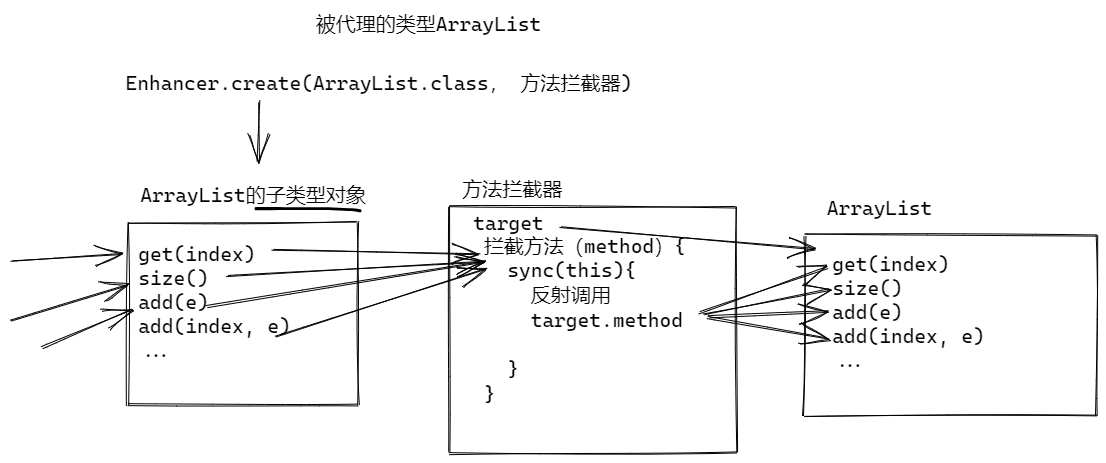 被代理的类型ArrayList
Enhancer.create(ArrayList.class, 方法拦截器)
ArrayList的子类型对象
get(index)
size()
add(e)
add(index, e)
...
方法拦截器
target
拦截方法（method）{
sync(this){
反射调用
target.method
}
}
ArrayList
get(index)
size()
add(e)
add(index, e)
...